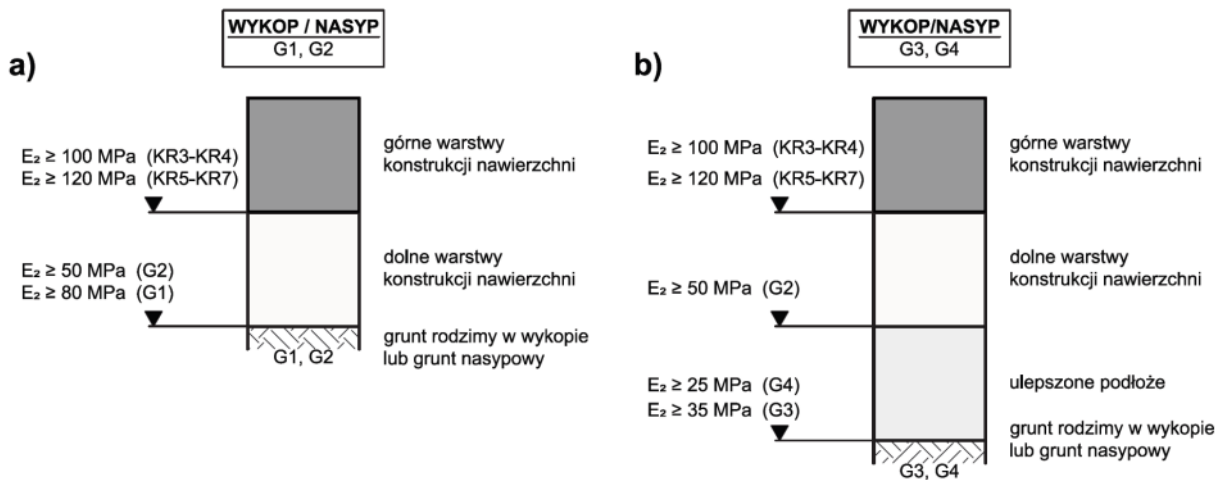 a)
WYKOP / NASYP
G1, G2
E₂ ≥ 100 MPa (KR3-KR4)
E₂ ≥ 120 MPa (KR5-KR7)
górne warstwy
konstrukcji nawierzchni
E₂ ≥ 50 MPa (G2)
E₂ ≥ 80 MPa (G1)
dolne warstwy
konstrukcji nawierzchni
G1, G2
grunt rodzimy w wykopie
lub grunt nasypowy
b)
WYKOP/NASYP
G3, G4
E₂ ≥ 100 MPa (KR3-KR4)
E₂ ≥ 120 MPa (KR5-KR7)
górne warstwy
konstrukcji nawierzchni
E₂ ≥ 50 MPa (G2)
dolne warstwy
konstrukcji nawierzchni
E₂ ≥ 25 MPa (G4)
E₂ ≥ 35 MPa (G3)
ulepszone podłoże
grunt rodzimy w wykopie
lub grunt nasypowy
G3, G4